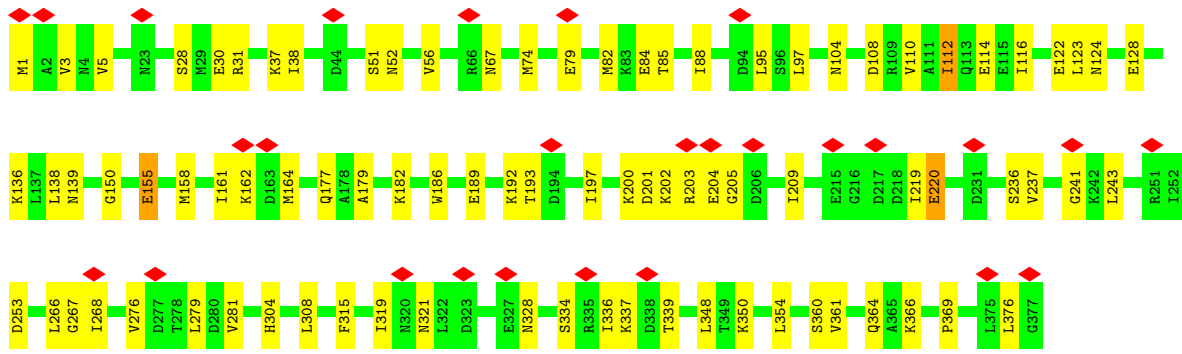 M1 A2 V3 N4 V5 N23 S28 M29 E30 R31 K37 I38 D44 S51 N52 V56 R66 N67 M74 E79 M82 K83 E84 T85 I88 D94 L95 S96 L97 N104 D108 R109 V110 A111 I112 Q113 E114 E115 I116 E122 L123 N124 E128
K136 L137 L138 N139 G150 E155 M158 I161 K162 D163 M164 Q177 A178 A179 K182 W186 E189 K192 T193 D194 I197 K200 D201 K202 R203 E204 G205 D206 I209 E215 G216 D217 D218 I219 E220 D231 S236 V237 G241 K242 L243 R251 I252
D253 L266 G267 I268 V276 D277 T278 L279 D280 V281 H304 L308 F315 I319 N320 N321 L322 D323 E327 N328 S334 R335 I336 K337 D338 T339 L348 T349 K350 L354 S360 V361 Q364 A365 K366 P369 L375 L376 G377